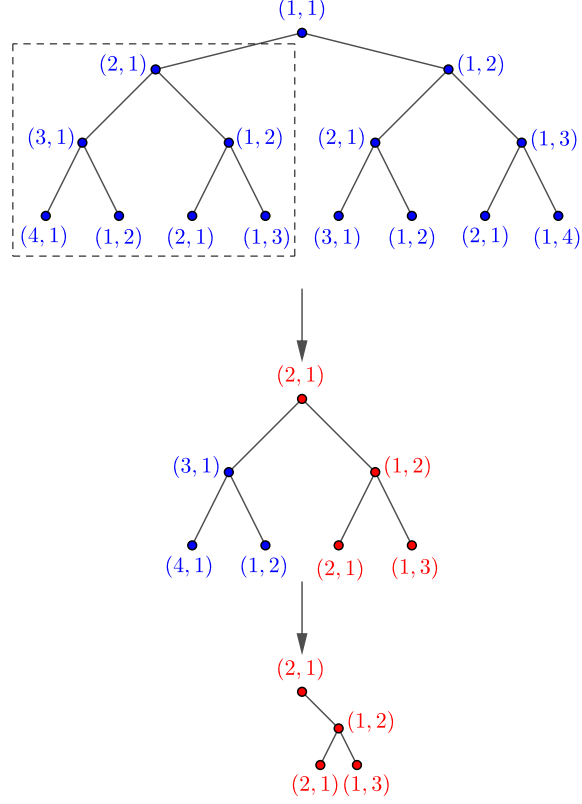 (1, 1)
(2, 1) (1, 2)
(3, 1) (1, 2) (2, 1) (1, 3)
(4, 1) (1, 2) (2, 1) (1, 3) (3, 1) (1, 2) (2, 1) (1, 4)
(2, 1)
(3, 1) (1, 2)
(4, 1) (1, 2) (2, 1) (1, 3)
(2, 1)
(1, 2)
(2, 1) (1, 3)